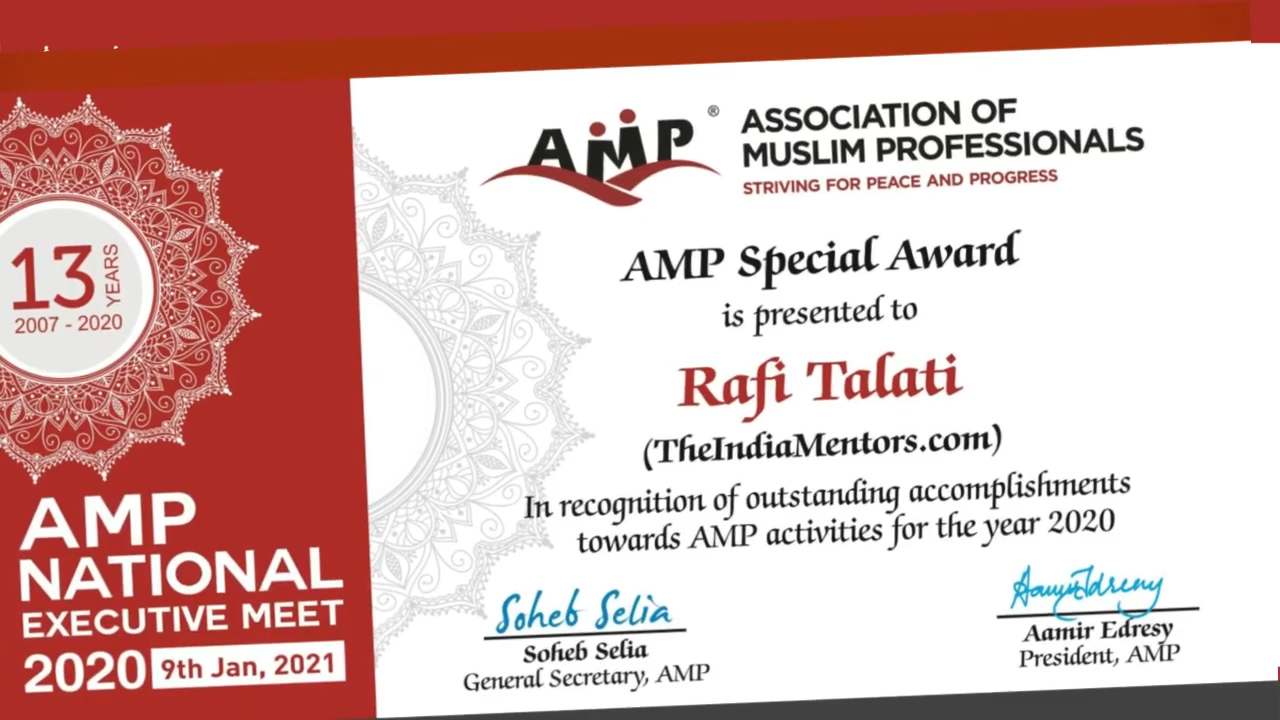 13 YEARS
2007 - 2020
AMP
NATIONAL
EXECUTIVE MEET
2020 9th Jan, 2021
AMP ®
ASSOCIATION OF
MUSLIM PROFESSIONALS
STRIVING FOR PEACE AND PROGRESS
AMP Special Award
is presented to
Rafi Talati
(TheIndiaMentors.com)
In recognition of outstanding accomplishments
towards AMP activities for the year 2020
Soheb Selia
Soheb Selia
General Secretary, AMP
Aamir Edresy
Aamir Edresy
President, AMP